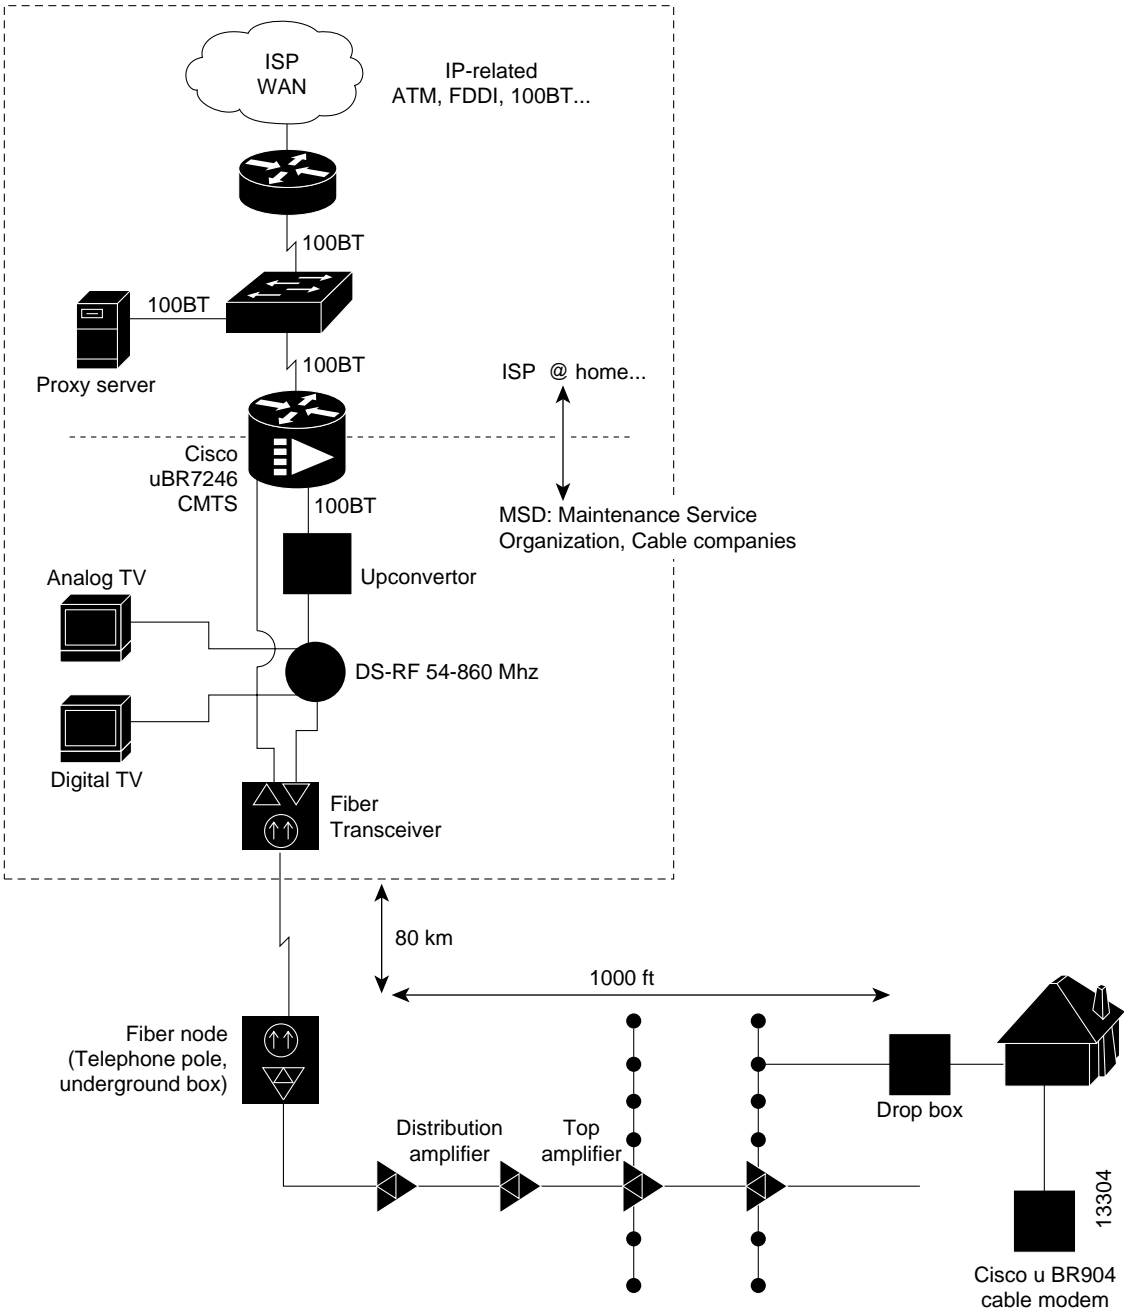 ISP
WAN
IP-related
ATM, FDDI, 100BT...
100BT
100BT
Proxy server
100BT
ISP @ home...
Cisco
uBR7246
CMTS
100BT
MSD: Maintenance Service
Organization, Cable companies
Analog TV
Upconvertor
DS-RF 54-860 Mhz
Digital TV
Fiber
Transceiver
80 km
1000 ft
Fiber node
(Telephone pole,
underground box)
Drop box
Distribution
amplifier
Top
amplifier
13304
Cisco u BR904
cable modem